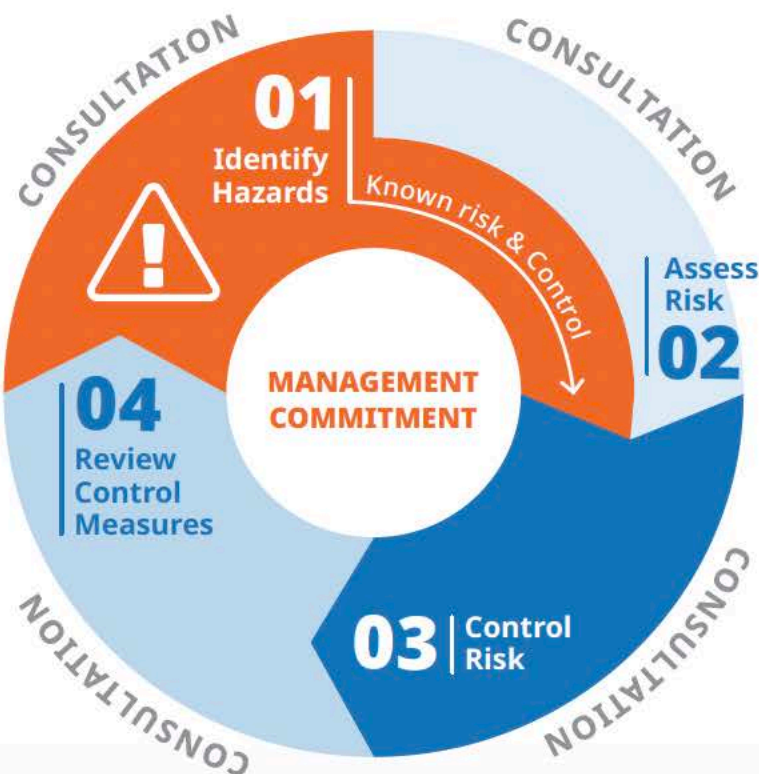 CONSULTATION
CONSULTATION
01
Identify
Hazards
Known risk & Control
Assess
Risk
02
MANAGEMENT
COMMITMENT
04
Review
Control
Measures
03
Control
Risk
CONSULTATION
CONSULTATION